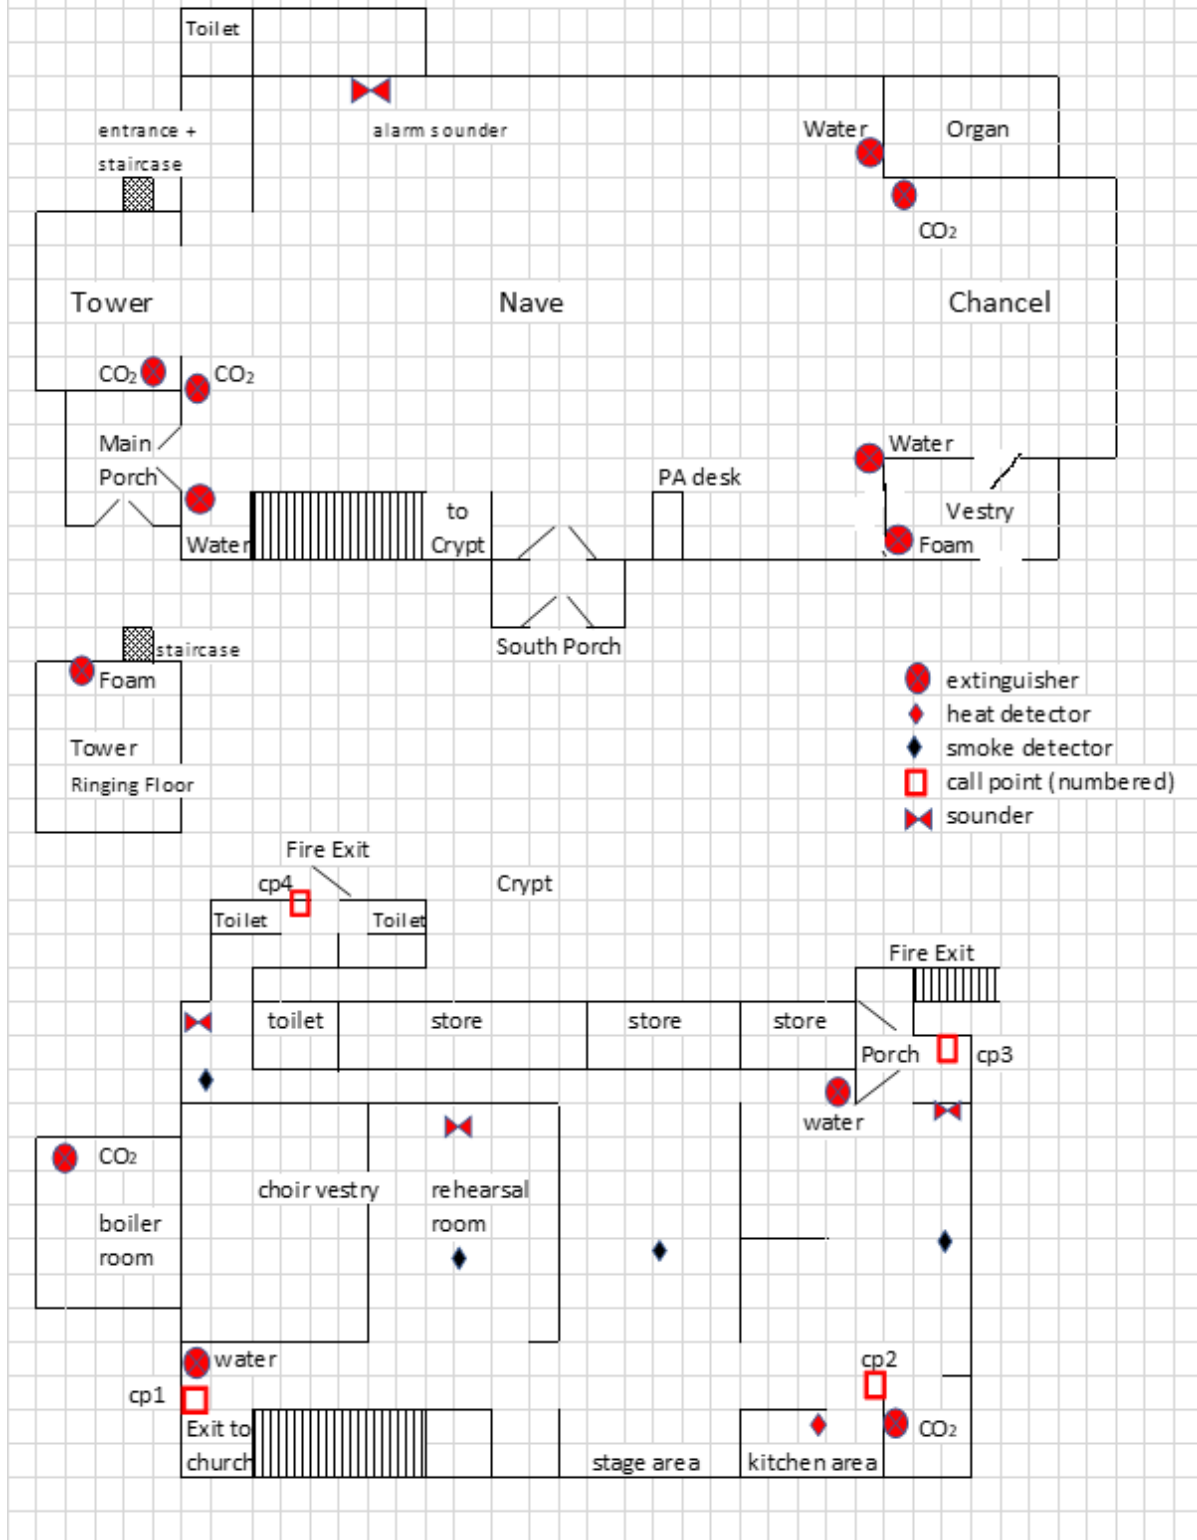 Toilet
entrance +
staircase
alarm sounder
Water
Organ
CO₂
Tower
Nave
Chancel
CO₂
CO₂
Main
Porch
Water
PA desk
to
Crypt
Vestry
Water
Foam
South Porch
staircase
Foam
Tower
Ringing Floor
extinguisher
heat detector
smoke detector
call point (numbered)
sounder
Fire Exit
cp4
Crypt
Toilet
Toilet
Fire Exit
toilet
store
store
store
Porch
cp3
water
CO₂
boiler
room
choir vestry
rehearsal
room
water
cp1
cp2
Exit to
church
CO₂
stage area
kitchen area